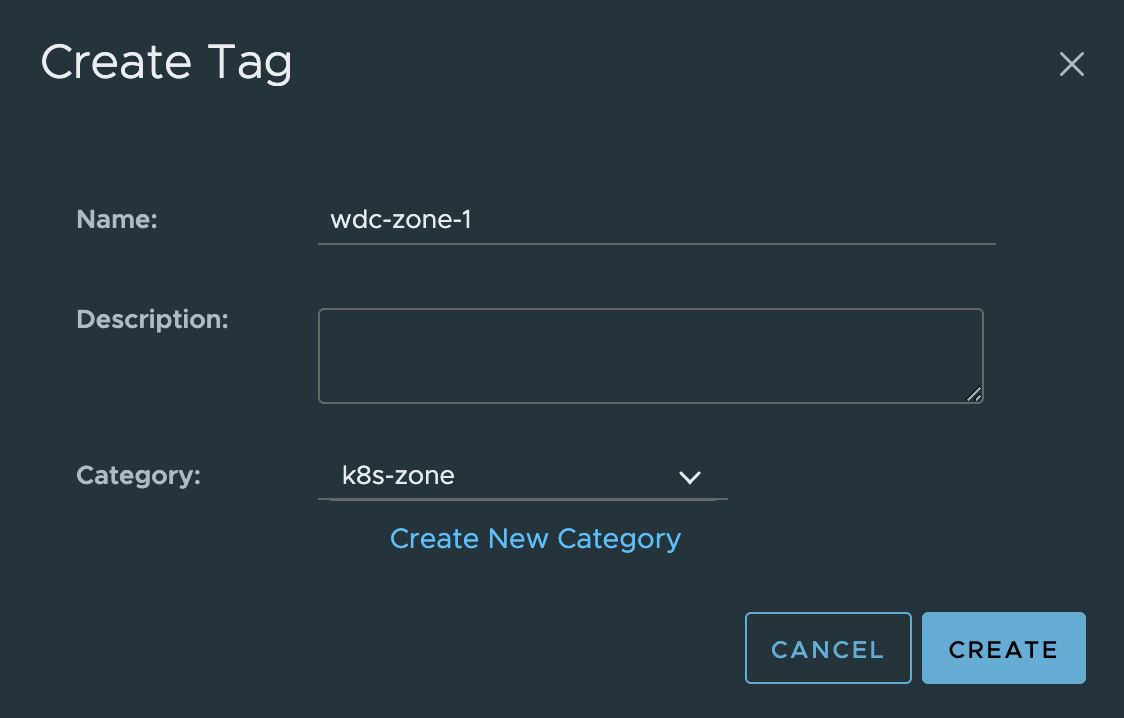 Create Tag
Name: wdc-zone-1
Description:
Category: k8s-zone
Create New Category
CANCEL CREATE